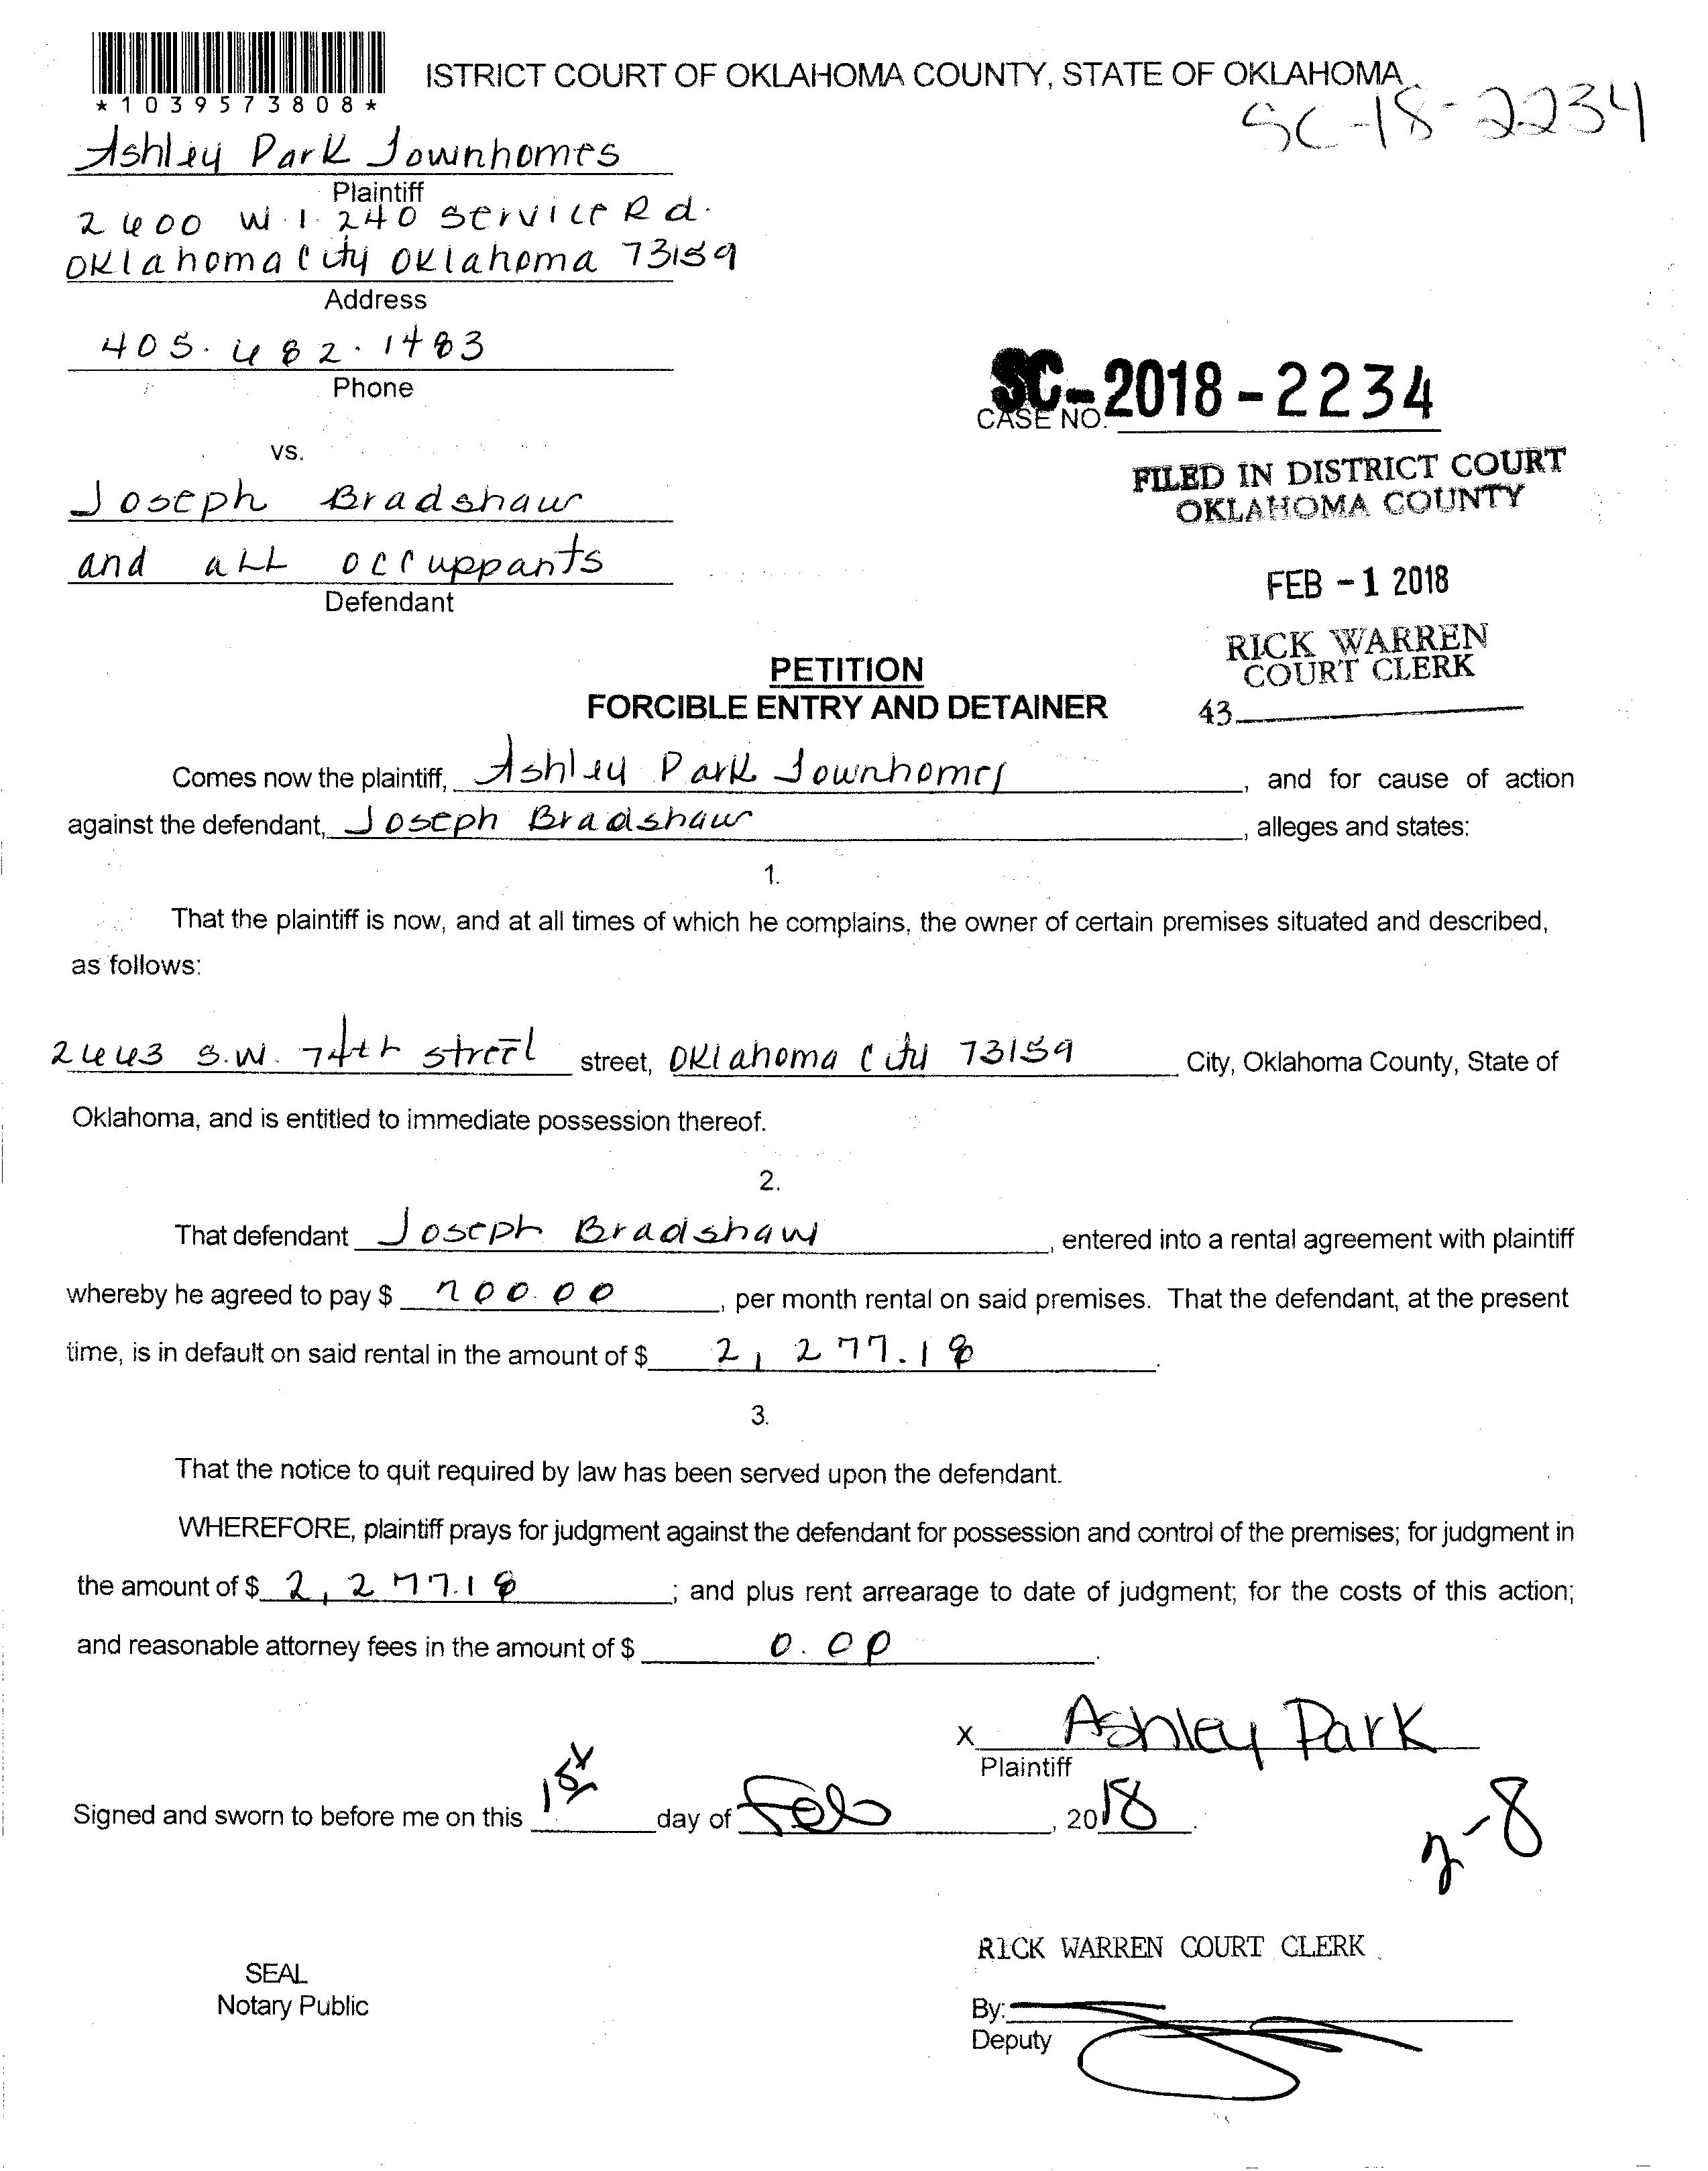 ISTRICT COURT OF OKLAHOMA COUNTY, STATE OF OKLAHOMA
*1039573808*
SC-18-2234
Ashley Park Townhomes
Plaintiff
2600 W. I. 240 Service Rd.
Oklahoma City Oklahoma 73159
Address
405.682.1483
Phone
SC-2018-2234
CASE NO.
vs.
FILED IN DISTRICT COURT
OKLAHOMA COUNTY
Joseph Bradshaw
and aLL occuppants
Defendant
FEB -1 2018
RICK WARREN
COURT CLERK
43
PETITION
FORCIBLE ENTRY AND DETAINER
Comes now the plaintiff, Ashley Park Townhomes, and for cause of action
against the defendant, Joseph Bradshaw, alleges and states:
1.
That the plaintiff is now, and at all times of which he complains, the owner of certain premises situated and described,
as follows:
2643 S.W. 74th street street, Oklahoma City 73159 City, Oklahoma County, State of
Oklahoma, and is entitled to immediate possession thereof.
2.
That defendant Joseph Bradshaw, entered into a rental agreement with plaintiff
whereby he agreed to pay $ 700.00, per month rental on said premises. That the defendant, at the present
time, is in default on said rental in the amount of $ 2,277.18.
3.
That the notice to quit required by law has been served upon the defendant.
WHEREFORE, plaintiff prays for judgment against the defendant for possession and control of the premises; for judgment in
the amount of $ 2,277.18; and plus rent arrearage to date of judgment; for the costs of this action;
and reasonable attorney fees in the amount of $ 0.00.
X Ashley Park
Plaintiff
Signed and sworn to before me on this 1st day of Feb, 2018.
2-8
RICK WARREN COURT CLERK
SEAL
Notary Public
By:
Deputy